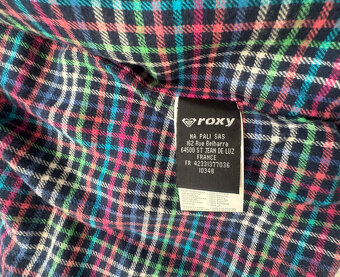 roxy
NA PALI SAS
162 Rue Belharra
64500 ST JEAN DE LUZ
FRANCE
FR 42331377036
10348